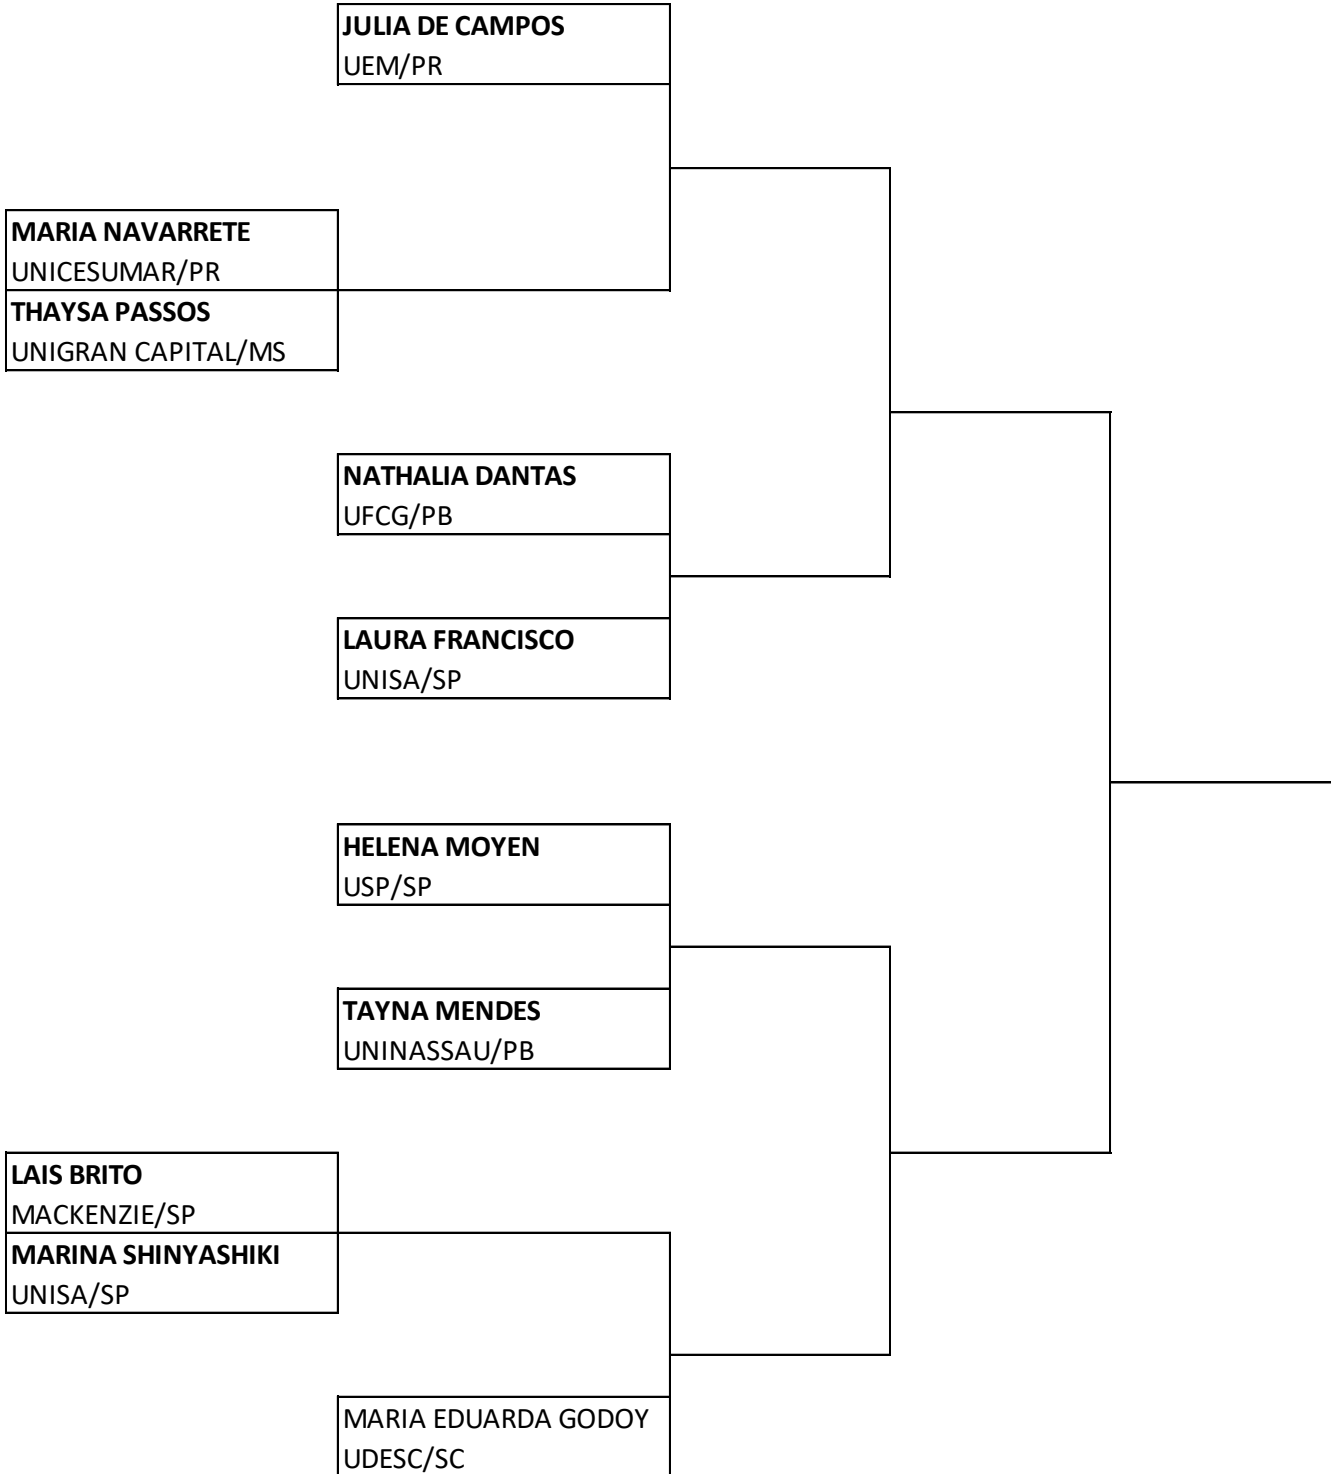 JULIA DE CAMPOS
UEM/PR
MARIA NAVARRETE
UNICESUMAR/PR
THAYSA PASSOS
UNIGRAN CAPITAL/MS
NATHALIA DANTAS
UFCG/PB
LAURA FRANCISCO
UNISA/SP
HELENA MOYEN
USP/SP
TAYNA MENDES
UNINASSAU/PB
LAIS BRITO
MACKENZIE/SP
MARINA SHINYASHIKI
UNISA/SP
MARIA EDUARDA GODOY
UDESC/SC